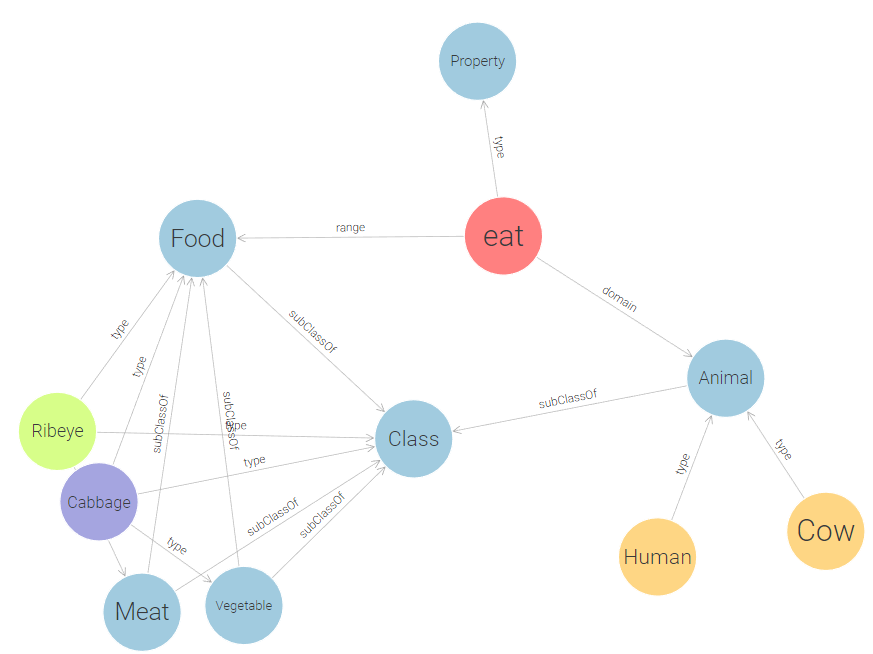 Property
type
eat
range
Food
domain
subClassOf
type
type
Animal
subClassOf
subClassOf
subClassOf
type
Ribeye
Class
type
type
type
Cabbage
subClassOf
subClassOf
Cow
type
Human
Meat
Vegetable